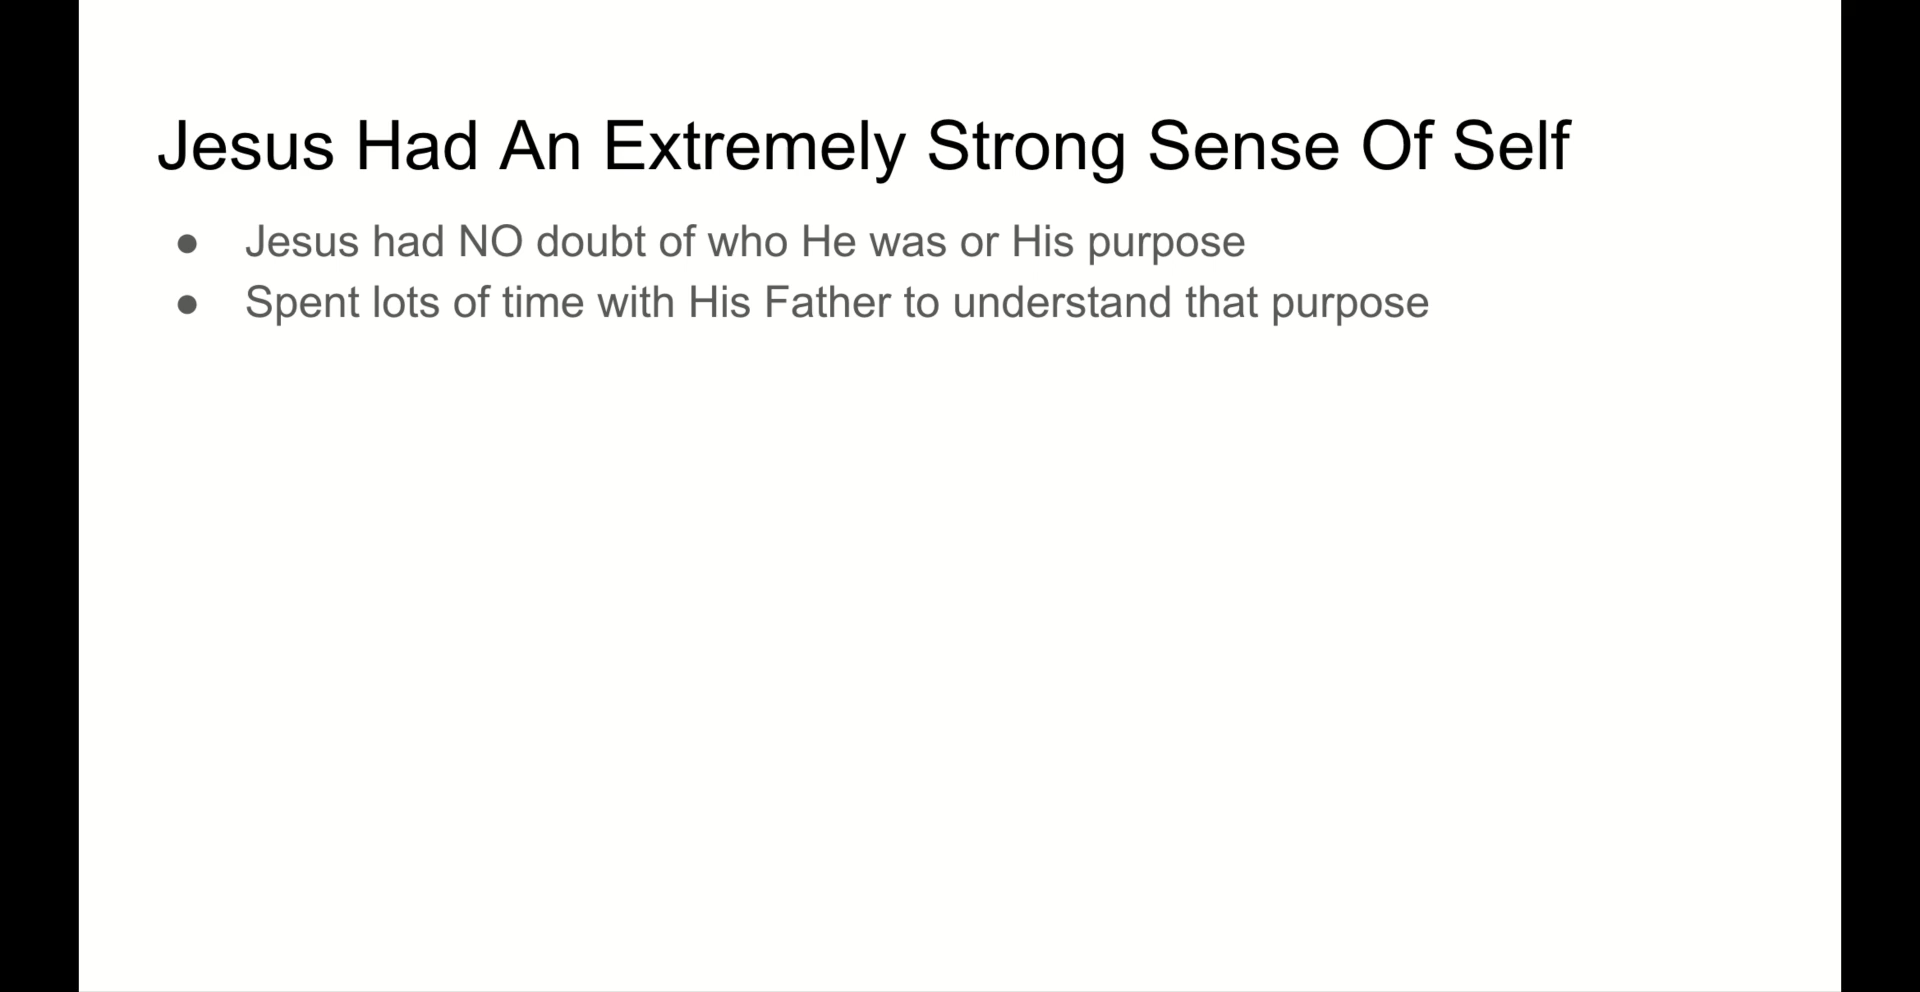 Jesus Had An Extremely Strong Sense Of Self
● Jesus had NO doubt of who He was or His purpose
● Spent lots of time with His Father to understand that purpose